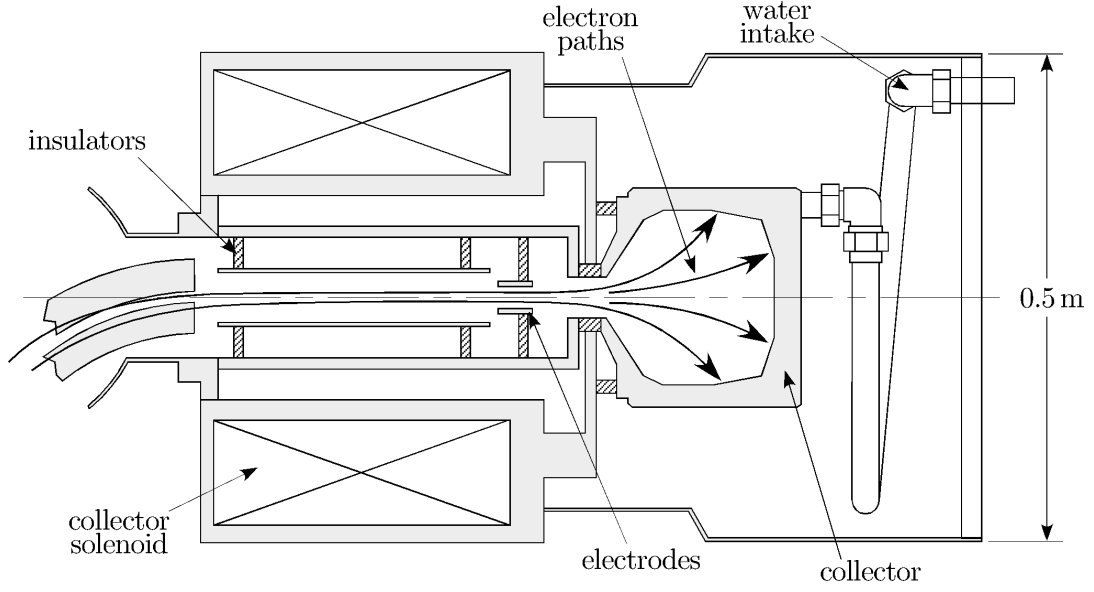 electron
paths
water
intake
insulators
0.5 m
collector
solenoid
electrodes
collector